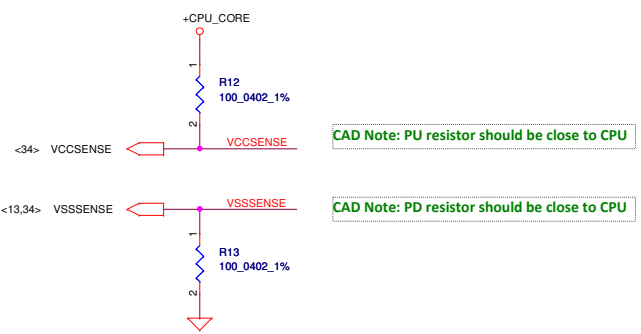 +CPU_CORE
1
R12
100_0402_1%
2
VCCSENSE
CAD Note: PU resistor should be close to CPU
<34> VCCSENSE
VSSSENSE
CAD Note: PD resistor should be close to CPU
<13,34> VSSSENSE
1
R13
100_0402_1%
2